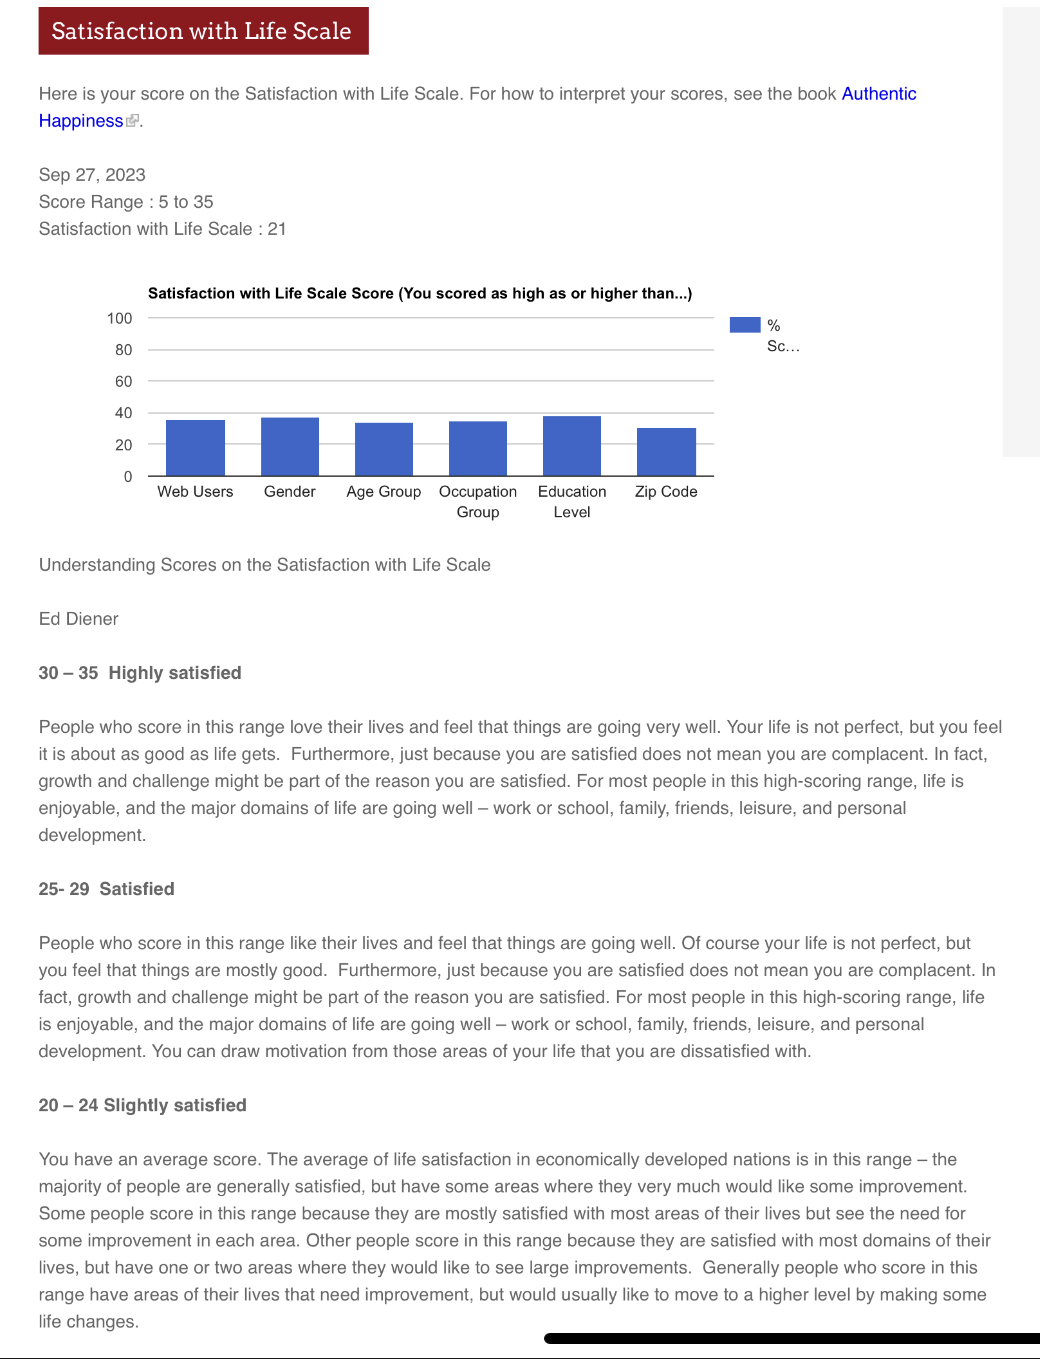 Satisfaction with Life Scale
Here is your score on the Satisfaction with Life Scale. For how to interpret your scores, see the book Authentic
Happiness.
Sep 27, 2023
Score Range : 5 to 35
Satisfaction with Life Scale : 21
Satisfaction with Life Scale Score (You scored as high as or higher than...)
100
80
60
40
20
0
%
Sc...
Web Users
Gender
Age Group
Occupation
Group
Education
Level
Zip Code
Understanding Scores on the Satisfaction with Life Scale
Ed Diener
30 – 35  Highly satisfied
People who score in this range love their lives and feel that things are going very well. Your life is not perfect, but you feel
it is about as good as life gets.  Furthermore, just because you are satisfied does not mean you are complacent. In fact,
growth and challenge might be part of the reason you are satisfied. For most people in this high-scoring range, life is
enjoyable, and the major domains of life are going well – work or school, family, friends, leisure, and personal
development.
25- 29  Satisfied
People who score in this range like their lives and feel that things are going well. Of course your life is not perfect, but
you feel that things are mostly good.  Furthermore, just because you are satisfied does not mean you are complacent. In
fact, growth and challenge might be part of the reason you are satisfied. For most people in this high-scoring range, life
is enjoyable, and the major domains of life are going well – work or school, family, friends, leisure, and personal
development. You can draw motivation from those areas of your life that you are dissatisfied with.
20 – 24 Slightly satisfied
You have an average score. The average of life satisfaction in economically developed nations is in this range – the
majority of people are generally satisfied, but have some areas where they very much would like some improvement.
Some people score in this range because they are mostly satisfied with most areas of their lives but see the need for
some improvement in each area. Other people score in this range because they are satisfied with most domains of their
lives, but have one or two areas where they would like to see large improvements.  Generally people who score in this
range have areas of their lives that need improvement, but would usually like to move to a higher level by making some
life changes.